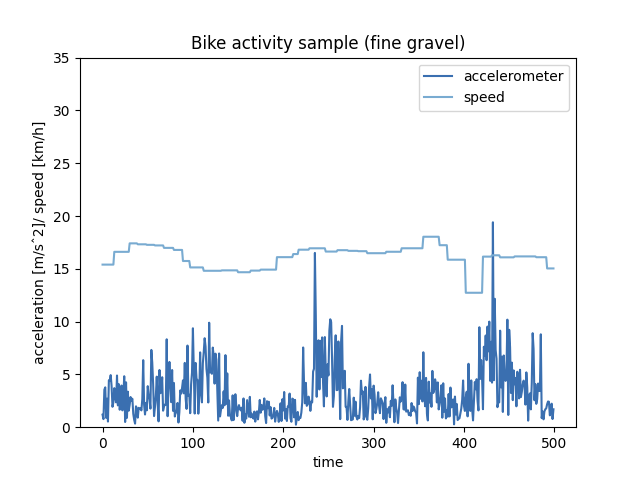 Bike activity sample (fine gravel)
accelerometer
speed
acceleration [m/s^2]/ speed [km/h]
35
30
25
20
15
10
5
0
0 100 200 300 400 500
time